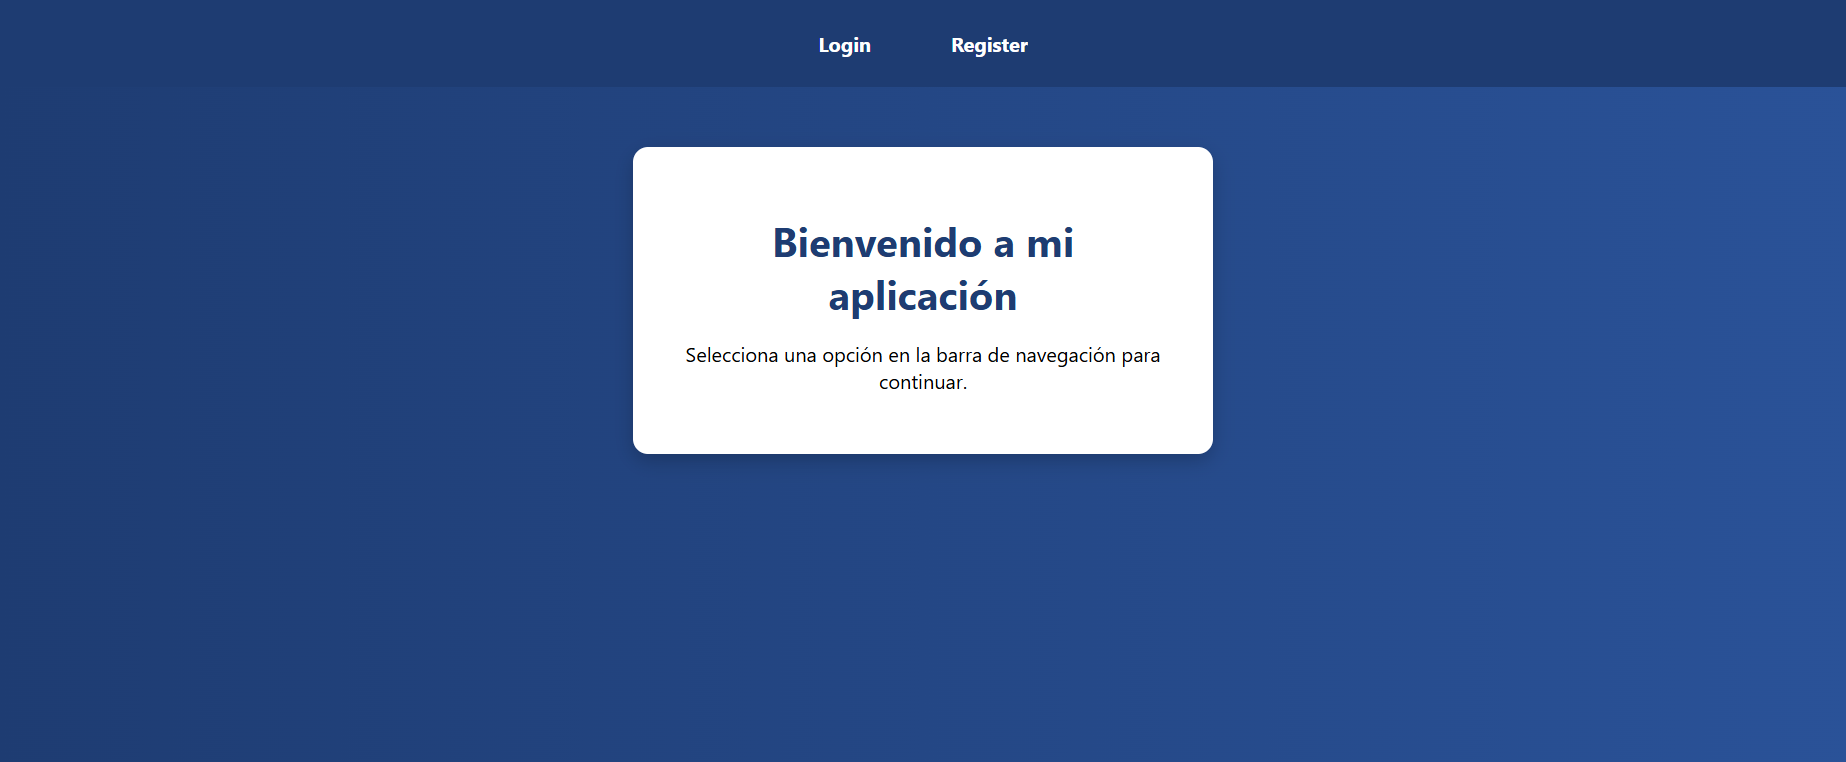 Login Register
Bienvenido a mi
aplicación
Selecciona una opción en la barra de navegación para
continuar.